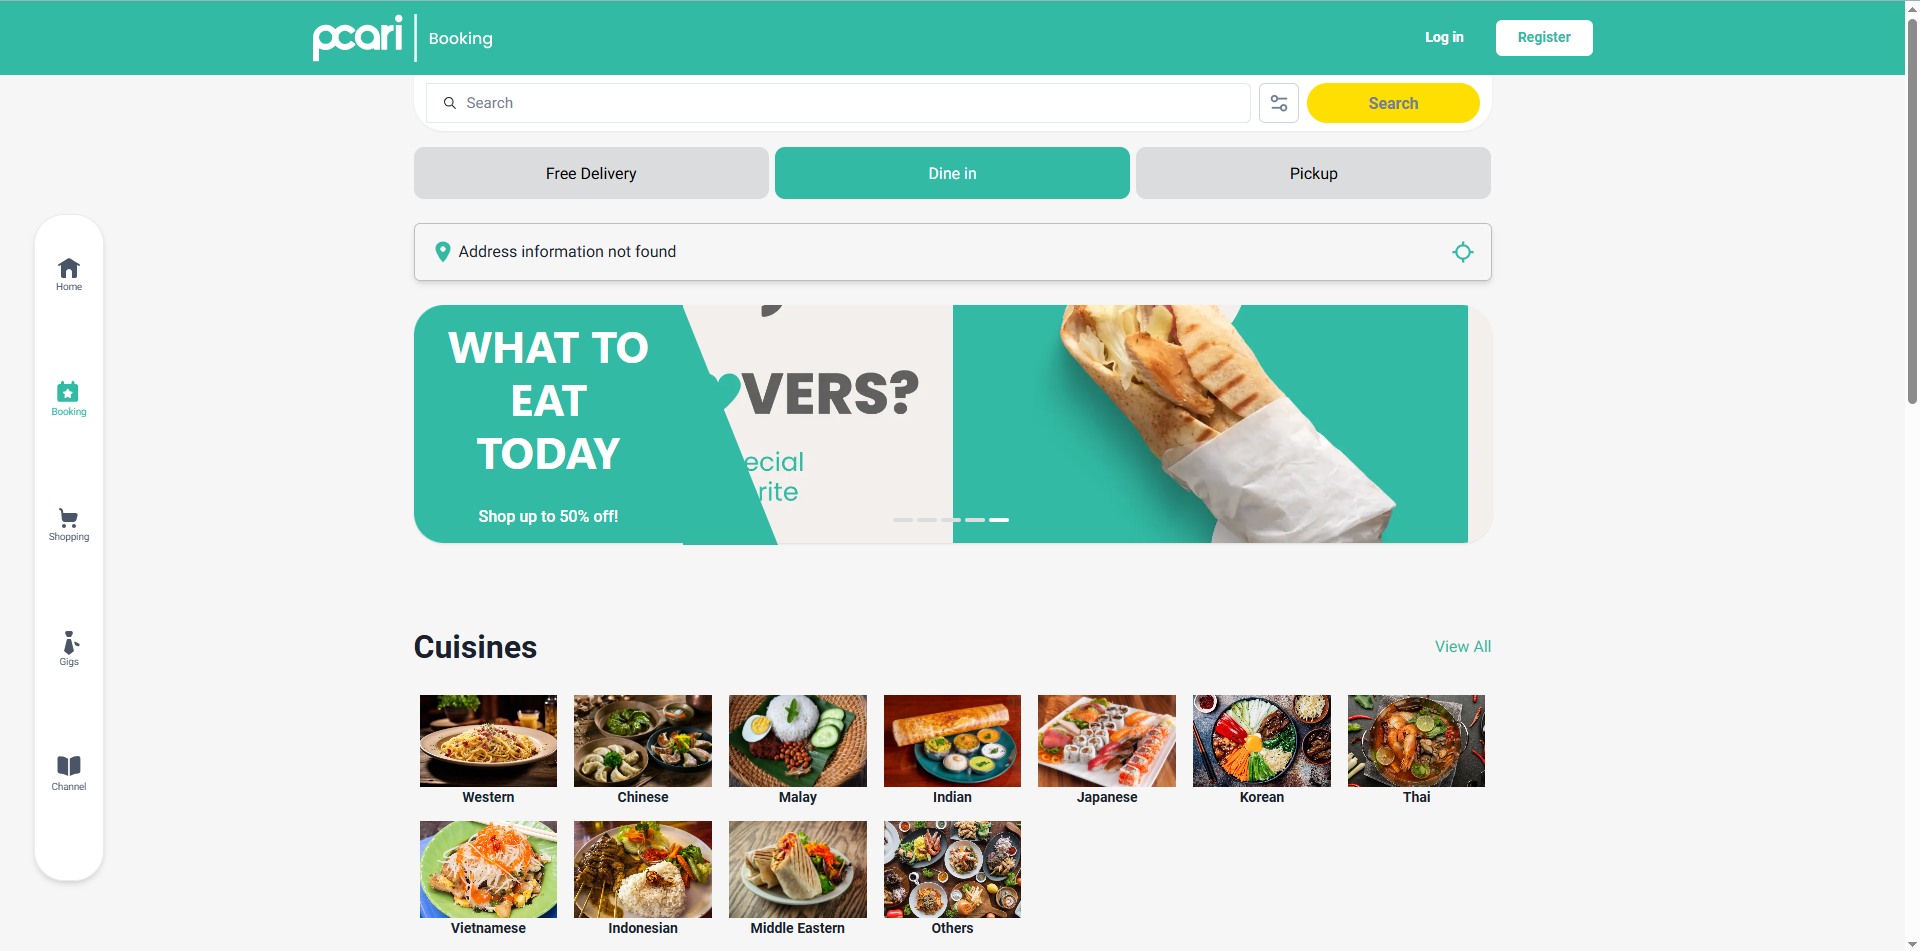 pcari
Booking
Log in
Register
Search
Search
Free Delivery
Dine in
Pickup
Address information not found
Home
Booking
Shopping
Gigs
Channel
WHAT TO
EAT
TODAY
Shop up to 50% off!
VERS?
ecial
rite
Cuisines
View All
Western
Chinese
Malay
Indian
Japanese
Korean
Thai
Vietnamese
Indonesian
Middle Eastern
Others